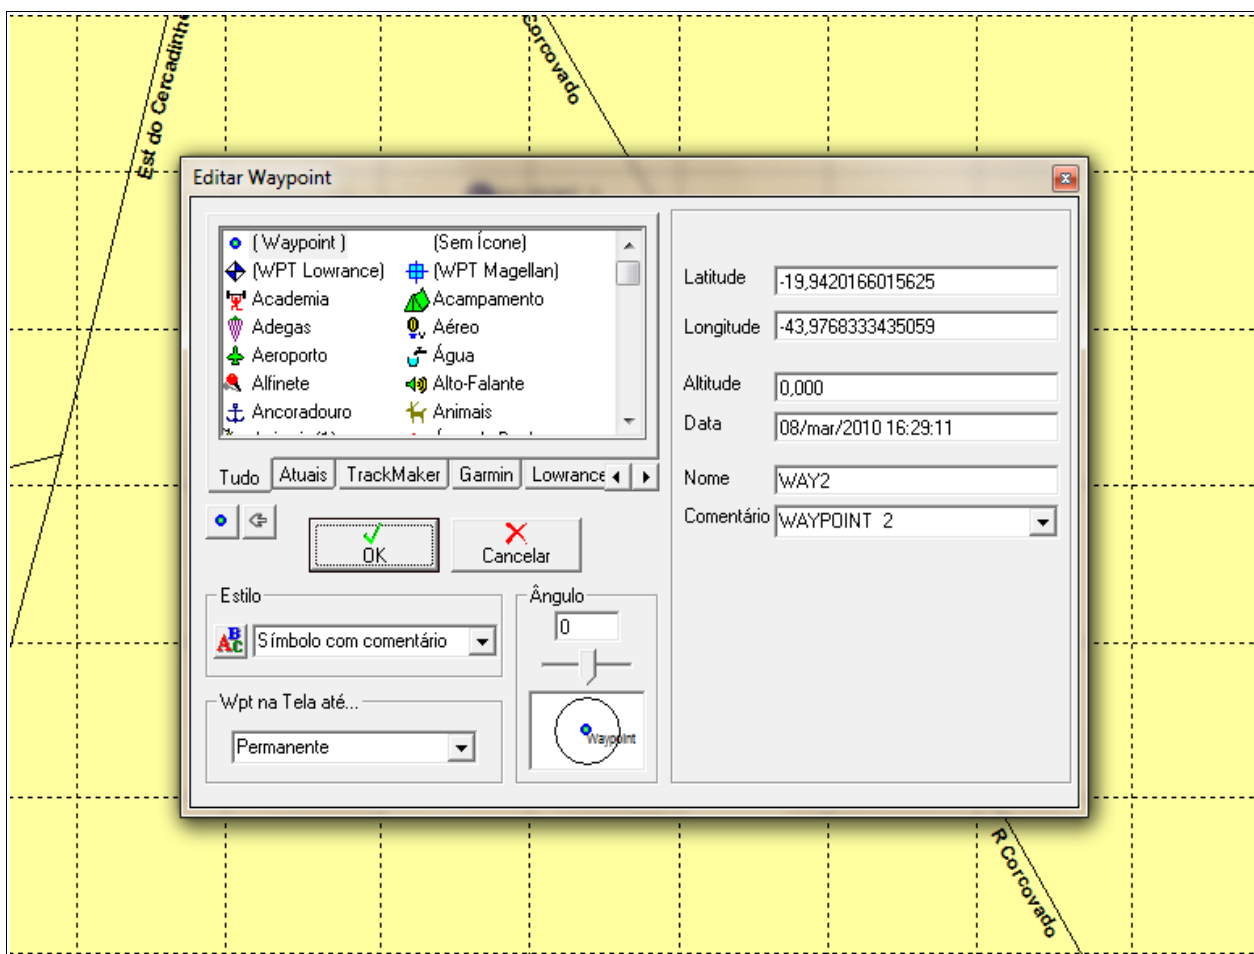 Est do Cercadinho
Corcovado
Editar Waypoint
( Waypoint )
(Sem Ícone)
(WPT Lowrance)
(WPT Magellan)
Academia
Acampamento
Adegas
Aéreo
Aeroporto
Água
Alfinete
Alto-Falante
Ancoradouro
Animais
Tudo
Atuais
TrackMaker
Garmin
Lowrance
OK
Cancelar
Estilo
ABC
Símbolo com comentário
Wpt na Tela até...
Permanente
Ângulo
0
Waypoint
Latitude
-19,9420166015625
Longitude
-43,9768333435059
Altitude
0,000
Data
08/mar/2010 16:29:11
Nome
WAY2
Comentário
WAYPOINT 2
R Corcovado